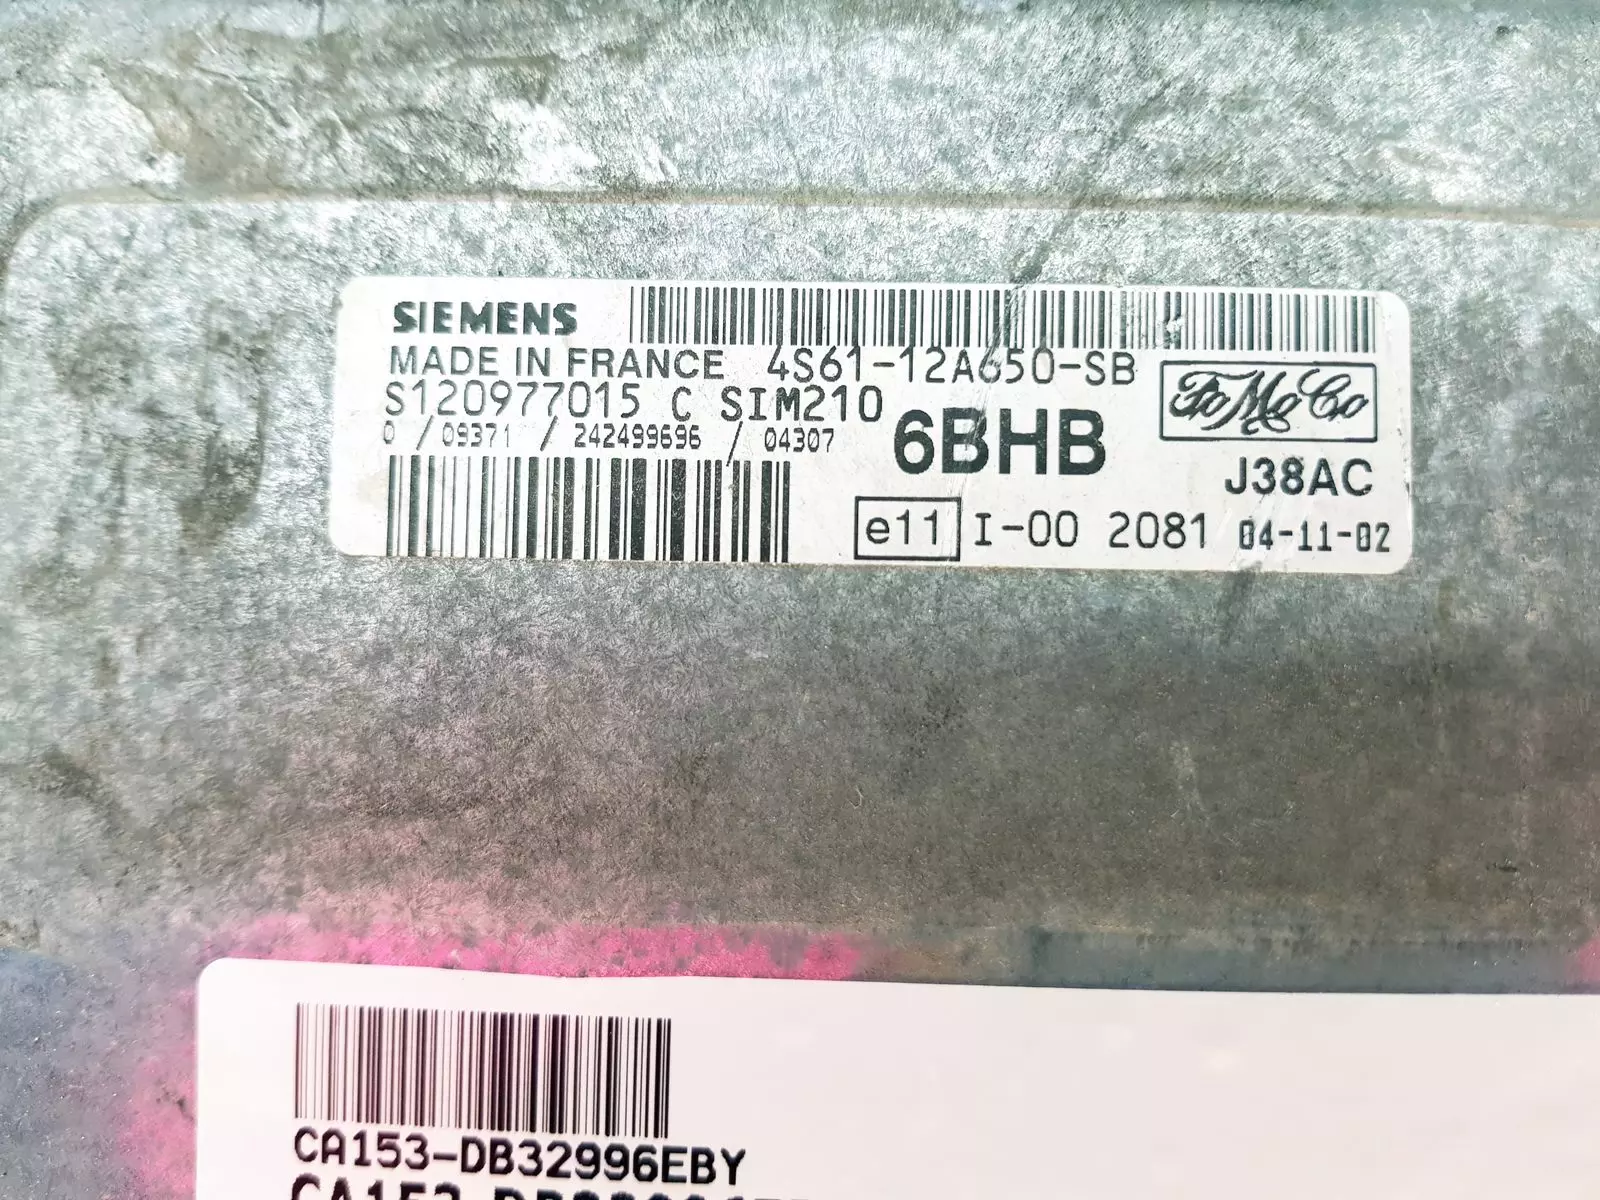 SIEMENS
MADE IN FRANCE 4S61-12A650-SB
S120977015 C SIM210
FoMoCo
0 / 09371 / 242499696 / 04307
6BHB
J38AC
e11 I-00 2081 04-11-02
CA153-DB32996EBY